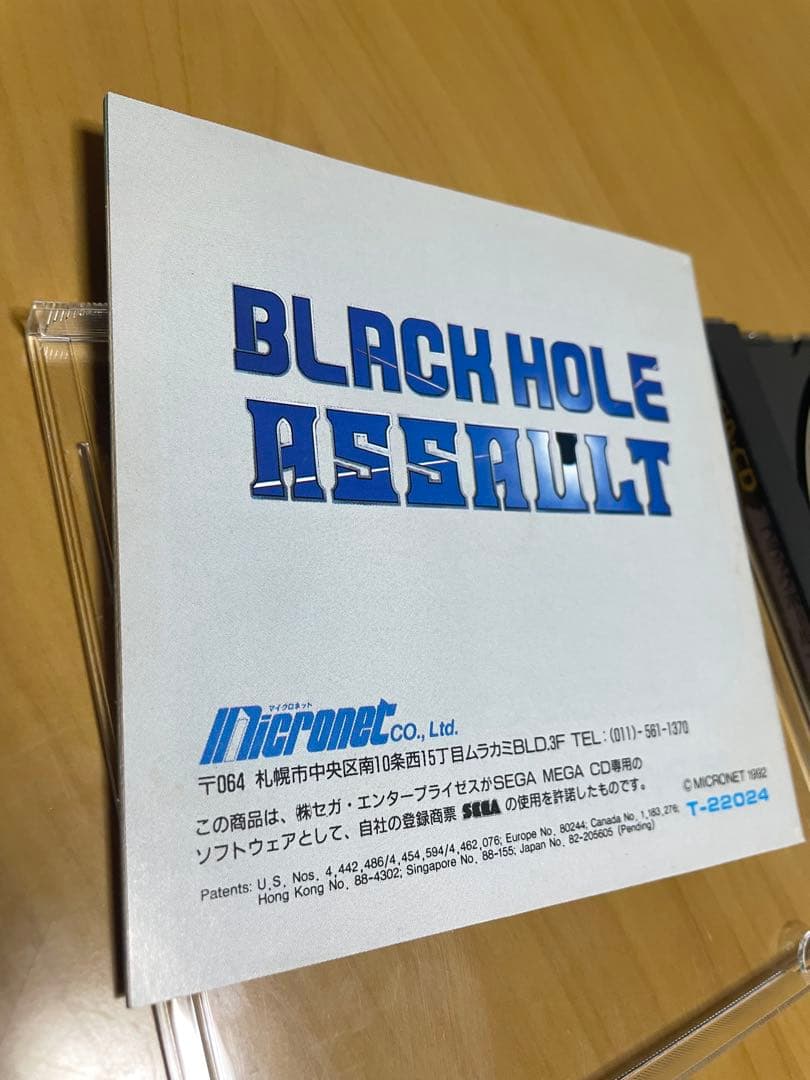 BLACK HOLE
ASSAULT
マイクロネット
Micronet CO., Ltd.
〒064 札幌市中央区南10条西15丁目ムラカミBLD.3F TEL:(011)-561-1370
この商品は、㈱セガ・エンタープライゼスがSEGA MEGA CD専用の
ソフトウェアとして、自社の登録商票 SEGA の使用を許諾したものです。
© MICRONET 1992
T-22024
Patents: U.S. Nos. 4,442,486/4,454,594/4,462,076; Europe No. 80244; Canada No. 1,183,276;
Hong Kong No. 88-4302; Singapore No. 88-155; Japan No. 82-205605 (Pending)